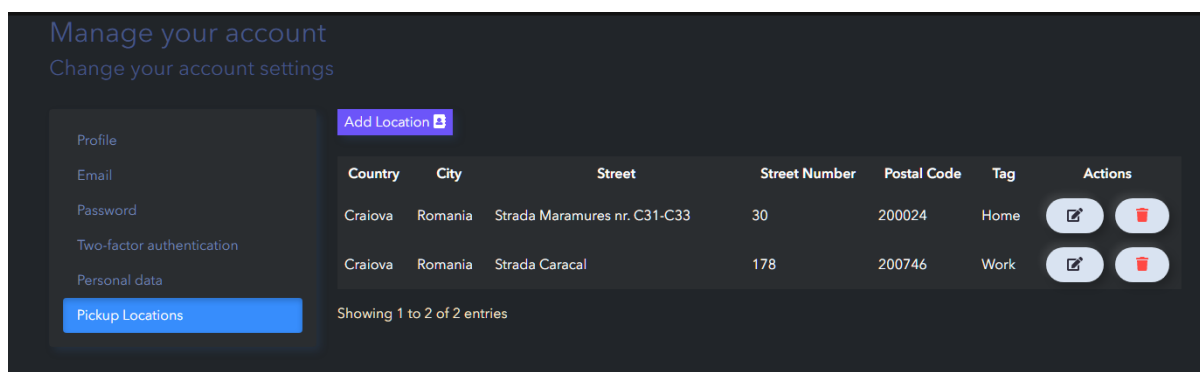 Manage your account
Change your account settings
Profile
Email
Password
Two-factor authentication
Personal data
Pickup Locations
Add Location
Country City Street Street Number Postal Code Tag Actions
Craiova Romania Strada Maramures nr. C31-C33 30 200024 Home
Craiova Romania Strada Caracal 178 200746 Work
Showing 1 to 2 of 2 entries